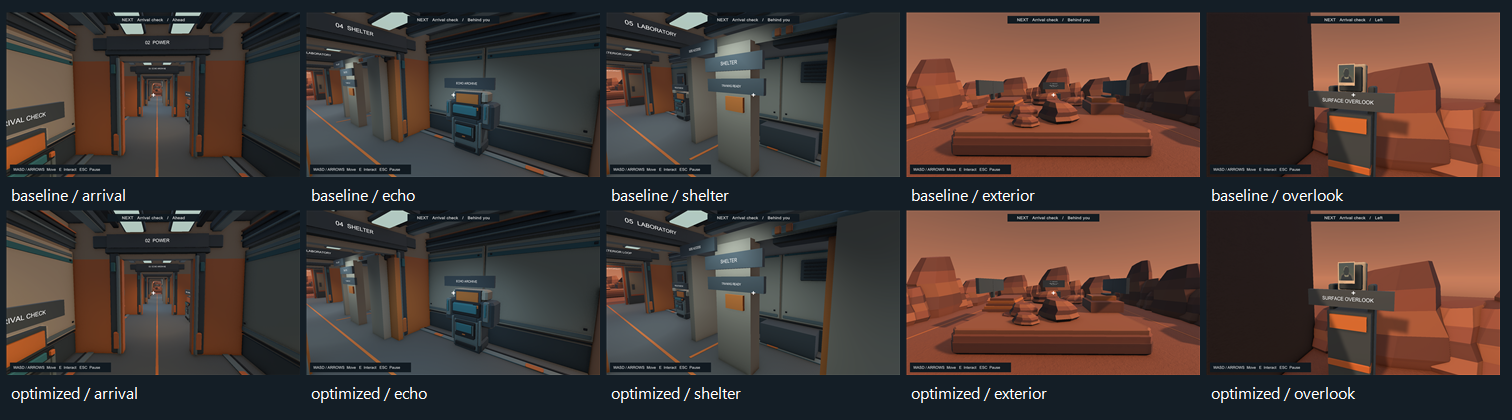 NEXT Arrival check / Ahead
02 POWER
RIVAL CHECK
WASD / ARROWS Move E Interact ESC Pause
baseline / arrival
NEXT Arrival check / Behind you
04 SHELTER
LABORATORY
ECHO ARCHIVE
WASD / ARROWS Move E Interact ESC Pause
baseline / echo
NEXT Arrival check / Behind you
05 LABORATORY
EXTERIOR LOOP
SHELTER
WASD / ARROWS Move E Interact ESC Pause
baseline / shelter
NEXT Arrival check / Behind you
WASD / ARROWS Move E Interact ESC Pause
baseline / exterior
NEXT Arrival check / Left
SURFACE OVERLOOK
WASD / ARROWS Move E Interact ESC Pause
baseline / overlook
NEXT Arrival check / Ahead
02 POWER
RIVAL CHECK
WASD / ARROWS Move E Interact ESC Pause
optimized / arrival
NEXT Arrival check / Behind you
04 SHELTER
LABORATORY
ECHO ARCHIVE
WASD / ARROWS Move E Interact ESC Pause
optimized / echo
NEXT Arrival check / Behind you
05 LABORATORY
EXTERIOR LOOP
SHELTER
WASD / ARROWS Move E Interact ESC Pause
optimized / shelter
NEXT Arrival check / Behind you
WASD / ARROWS Move E Interact ESC Pause
optimized / exterior
NEXT Arrival check / Left
SURFACE OVERLOOK
WASD / ARROWS Move E Interact ESC Pause
optimized / overlook